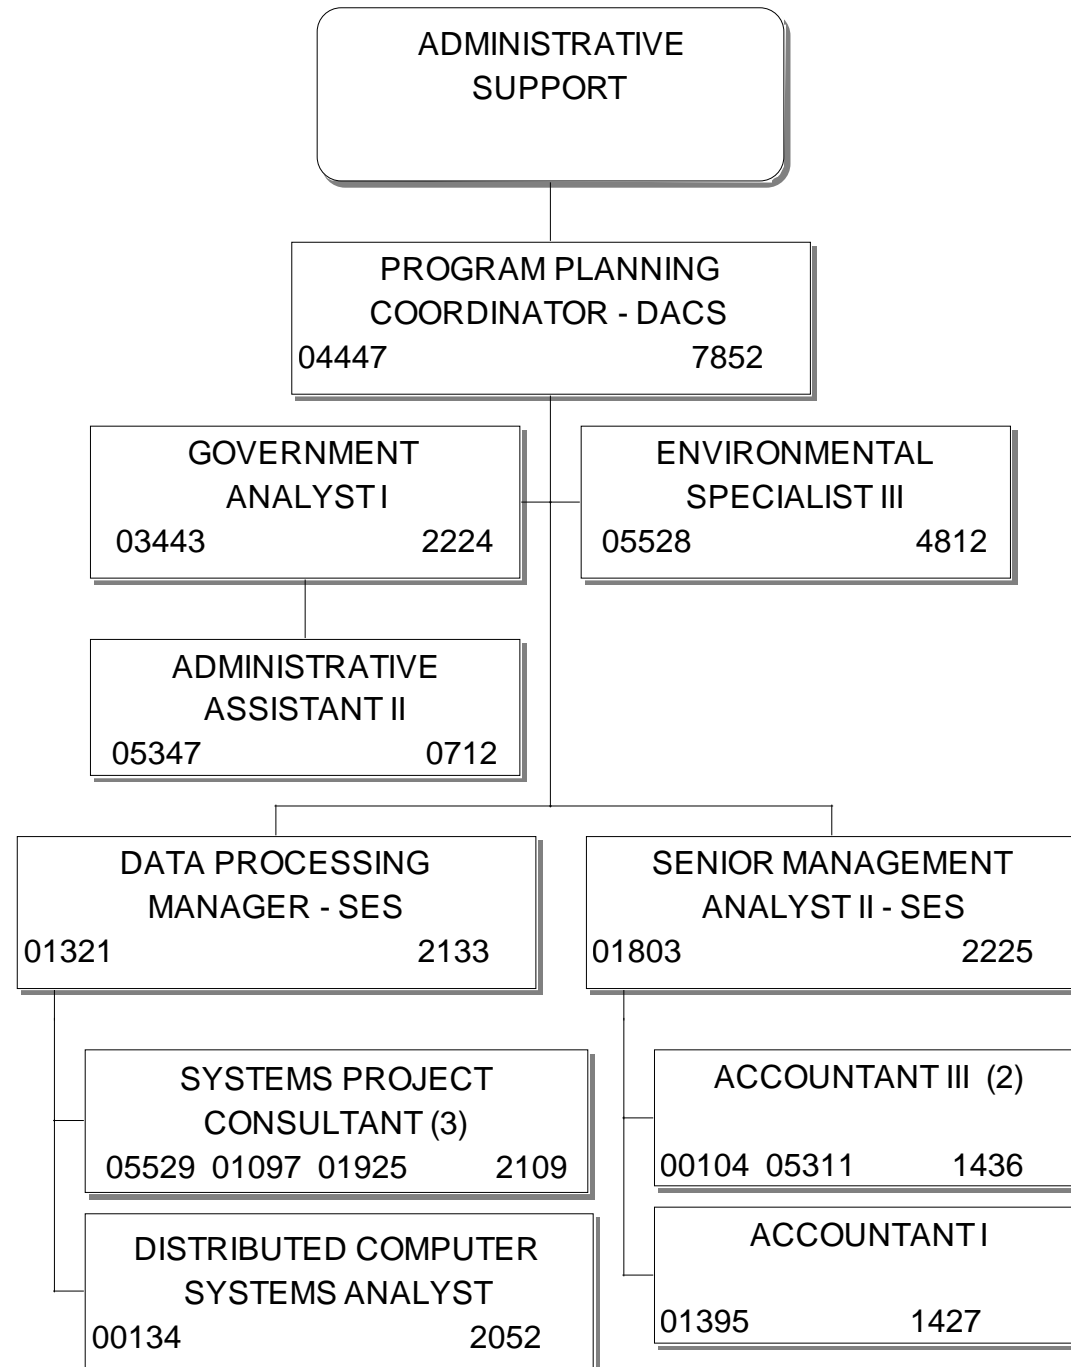 ADMINISTRATIVE
SUPPORT
PROGRAM PLANNING
COORDINATOR - DACS
04447 7852
GOVERNMENT
ANALYST I
03443 2224
ENVIRONMENTAL
SPECIALIST III
05528 4812
ADMINISTRATIVE
ASSISTANT II
05347 0712
DATA PROCESSING
MANAGER - SES
01321 2133
SENIOR MANAGEMENT
ANALYST II - SES
01803 2225
SYSTEMS PROJECT
CONSULTANT (3)
05529 01097 01925 2109
DISTRIBUTED COMPUTER
SYSTEMS ANALYST
00134 2052
ACCOUNTANT III (2)
00104 05311 1436
ACCOUNTANT I
01395 1427